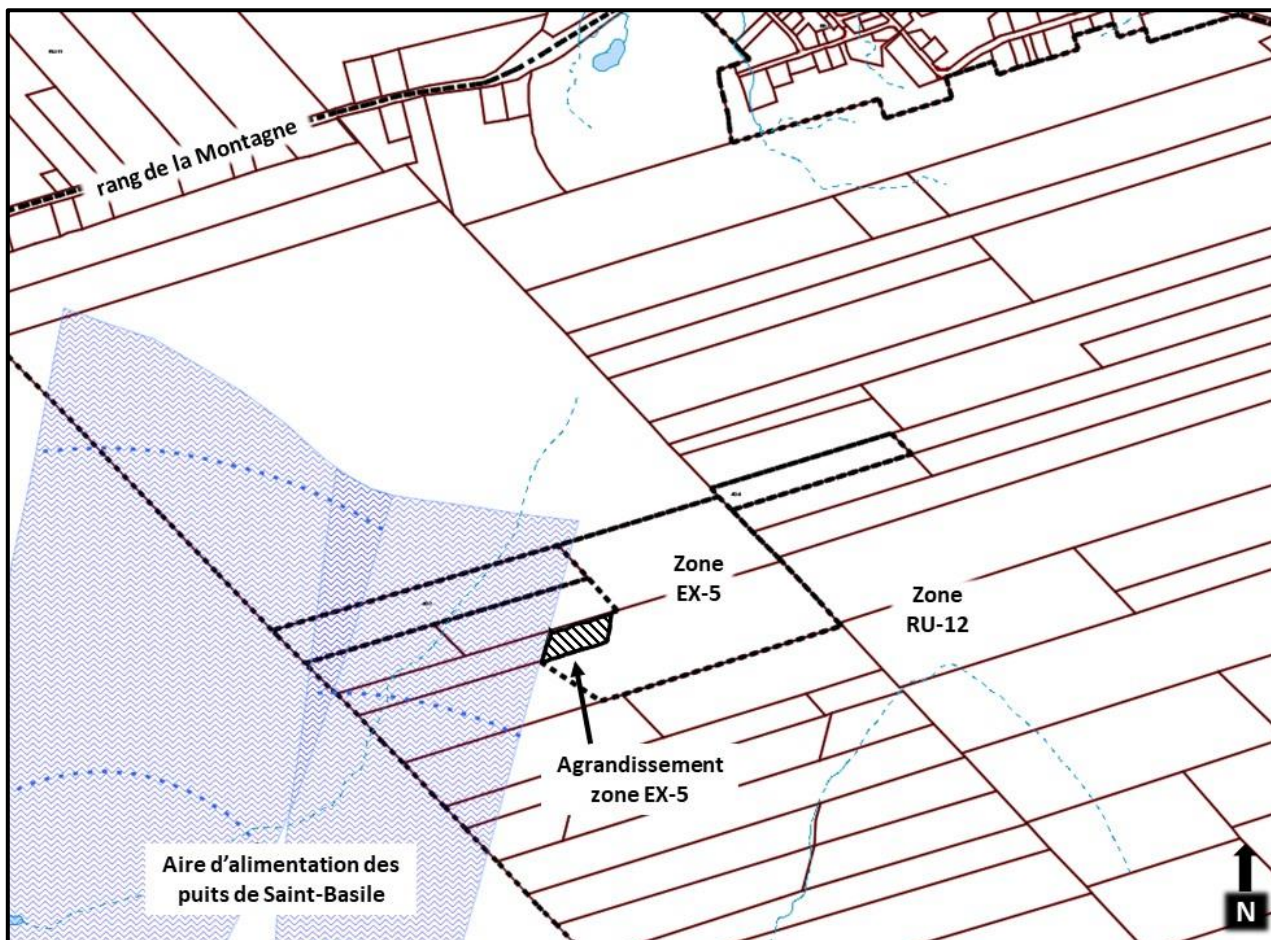 rang de la Montagne
Zone
EX-5
Zone
RU-12
Agrandissement
zone EX-5
Aire d’alimentation des
puits de Saint-Basile
N